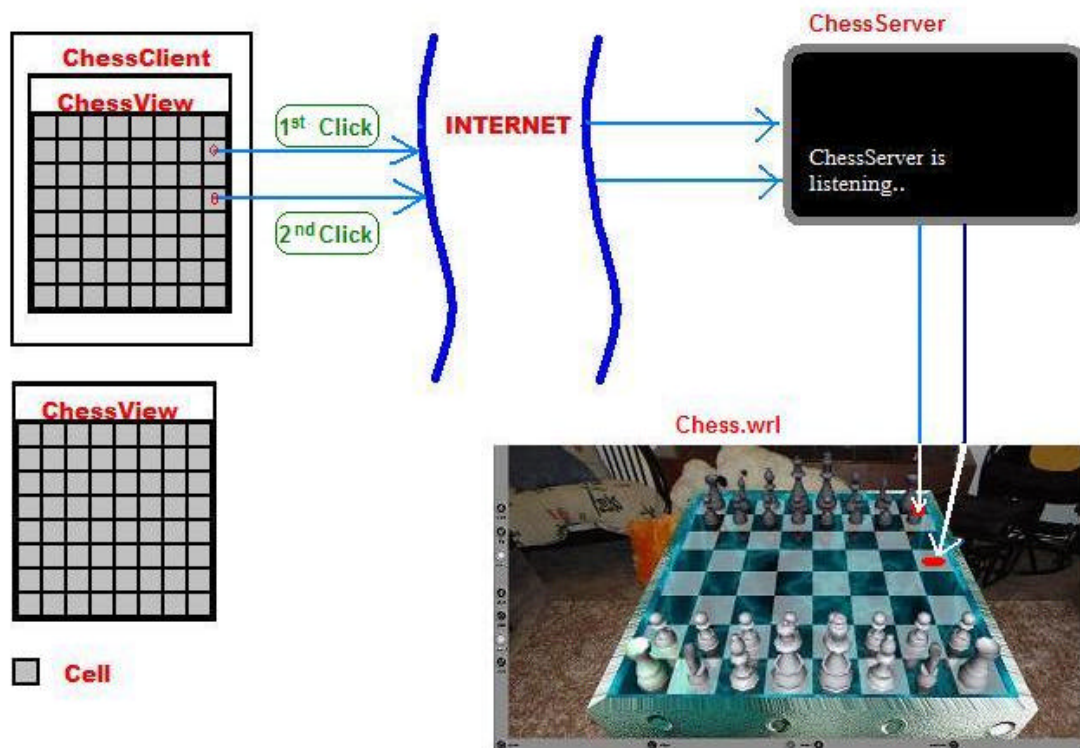 ChessServer
ChessClient
ChessView
1st Click
INTERNET
ChessServer is
listening..
2nd Click
ChessView
Chess.wrl
Cell